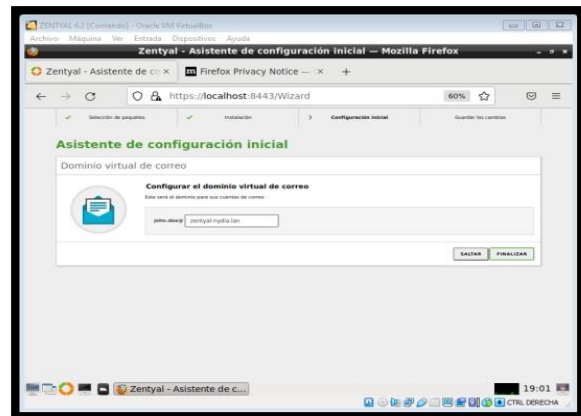 ZENTYAL 6.2 [Corriendo] - Oracle VM VirtualBox
Archivo Máquina Ver Entrada Dispositivos Ayuda
Zentyal - Asistente de configuración inicial — Mozilla Firefox
Zentyal - Asistente de co × m Firefox Privacy Notice — × +
https://localhost:8443/Wizard 60%
Selección de paquetes Instalación 3 Configuración inicial Guardar los cambios
Asistente de configuración inicial
Dominio virtual de correo
Configurar el dominio virtual de correo
Este será el dominio para sus cuentas de correo
john.doe@ zentyal-nydia.lan
SALTAR FINALIZAR
Zentyal - Asistente de c... 19:01
CTRL DERECHA